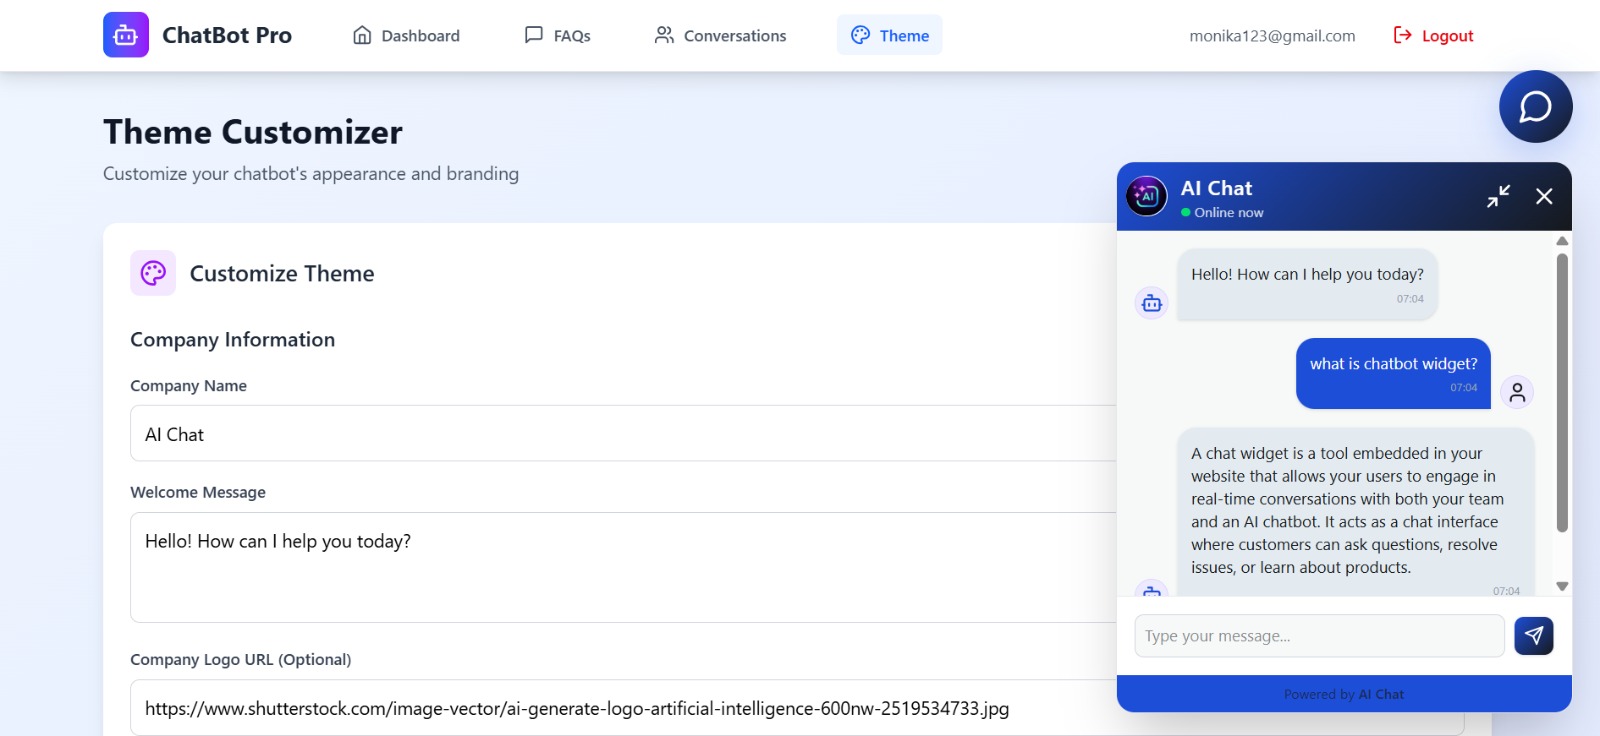 ChatBot Pro
Dashboard
FAQs
Conversations
Theme
monika123@gmail.com
Logout
Theme Customizer
Customize your chatbot's appearance and branding
Customize Theme
Company Information
Company Name
AI Chat
Welcome Message
Hello! How can I help you today?
Company Logo URL (Optional)
https://www.shutterstock.com/image-vector/ai-generate-logo-artificial-intelligence-600nw-2519534733.jpg
AI
AI Chat
Online now
Hello! How can I help you today?
07:04
what is chatbot widget?
07:04
A chat widget is a tool embedded in your
website that allows your users to engage in
real-time conversations with both your team
and an AI chatbot. It acts as a chat interface
where customers can ask questions, resolve
issues, or learn about products.
07:04
Type your message...
Powered by AI Chat